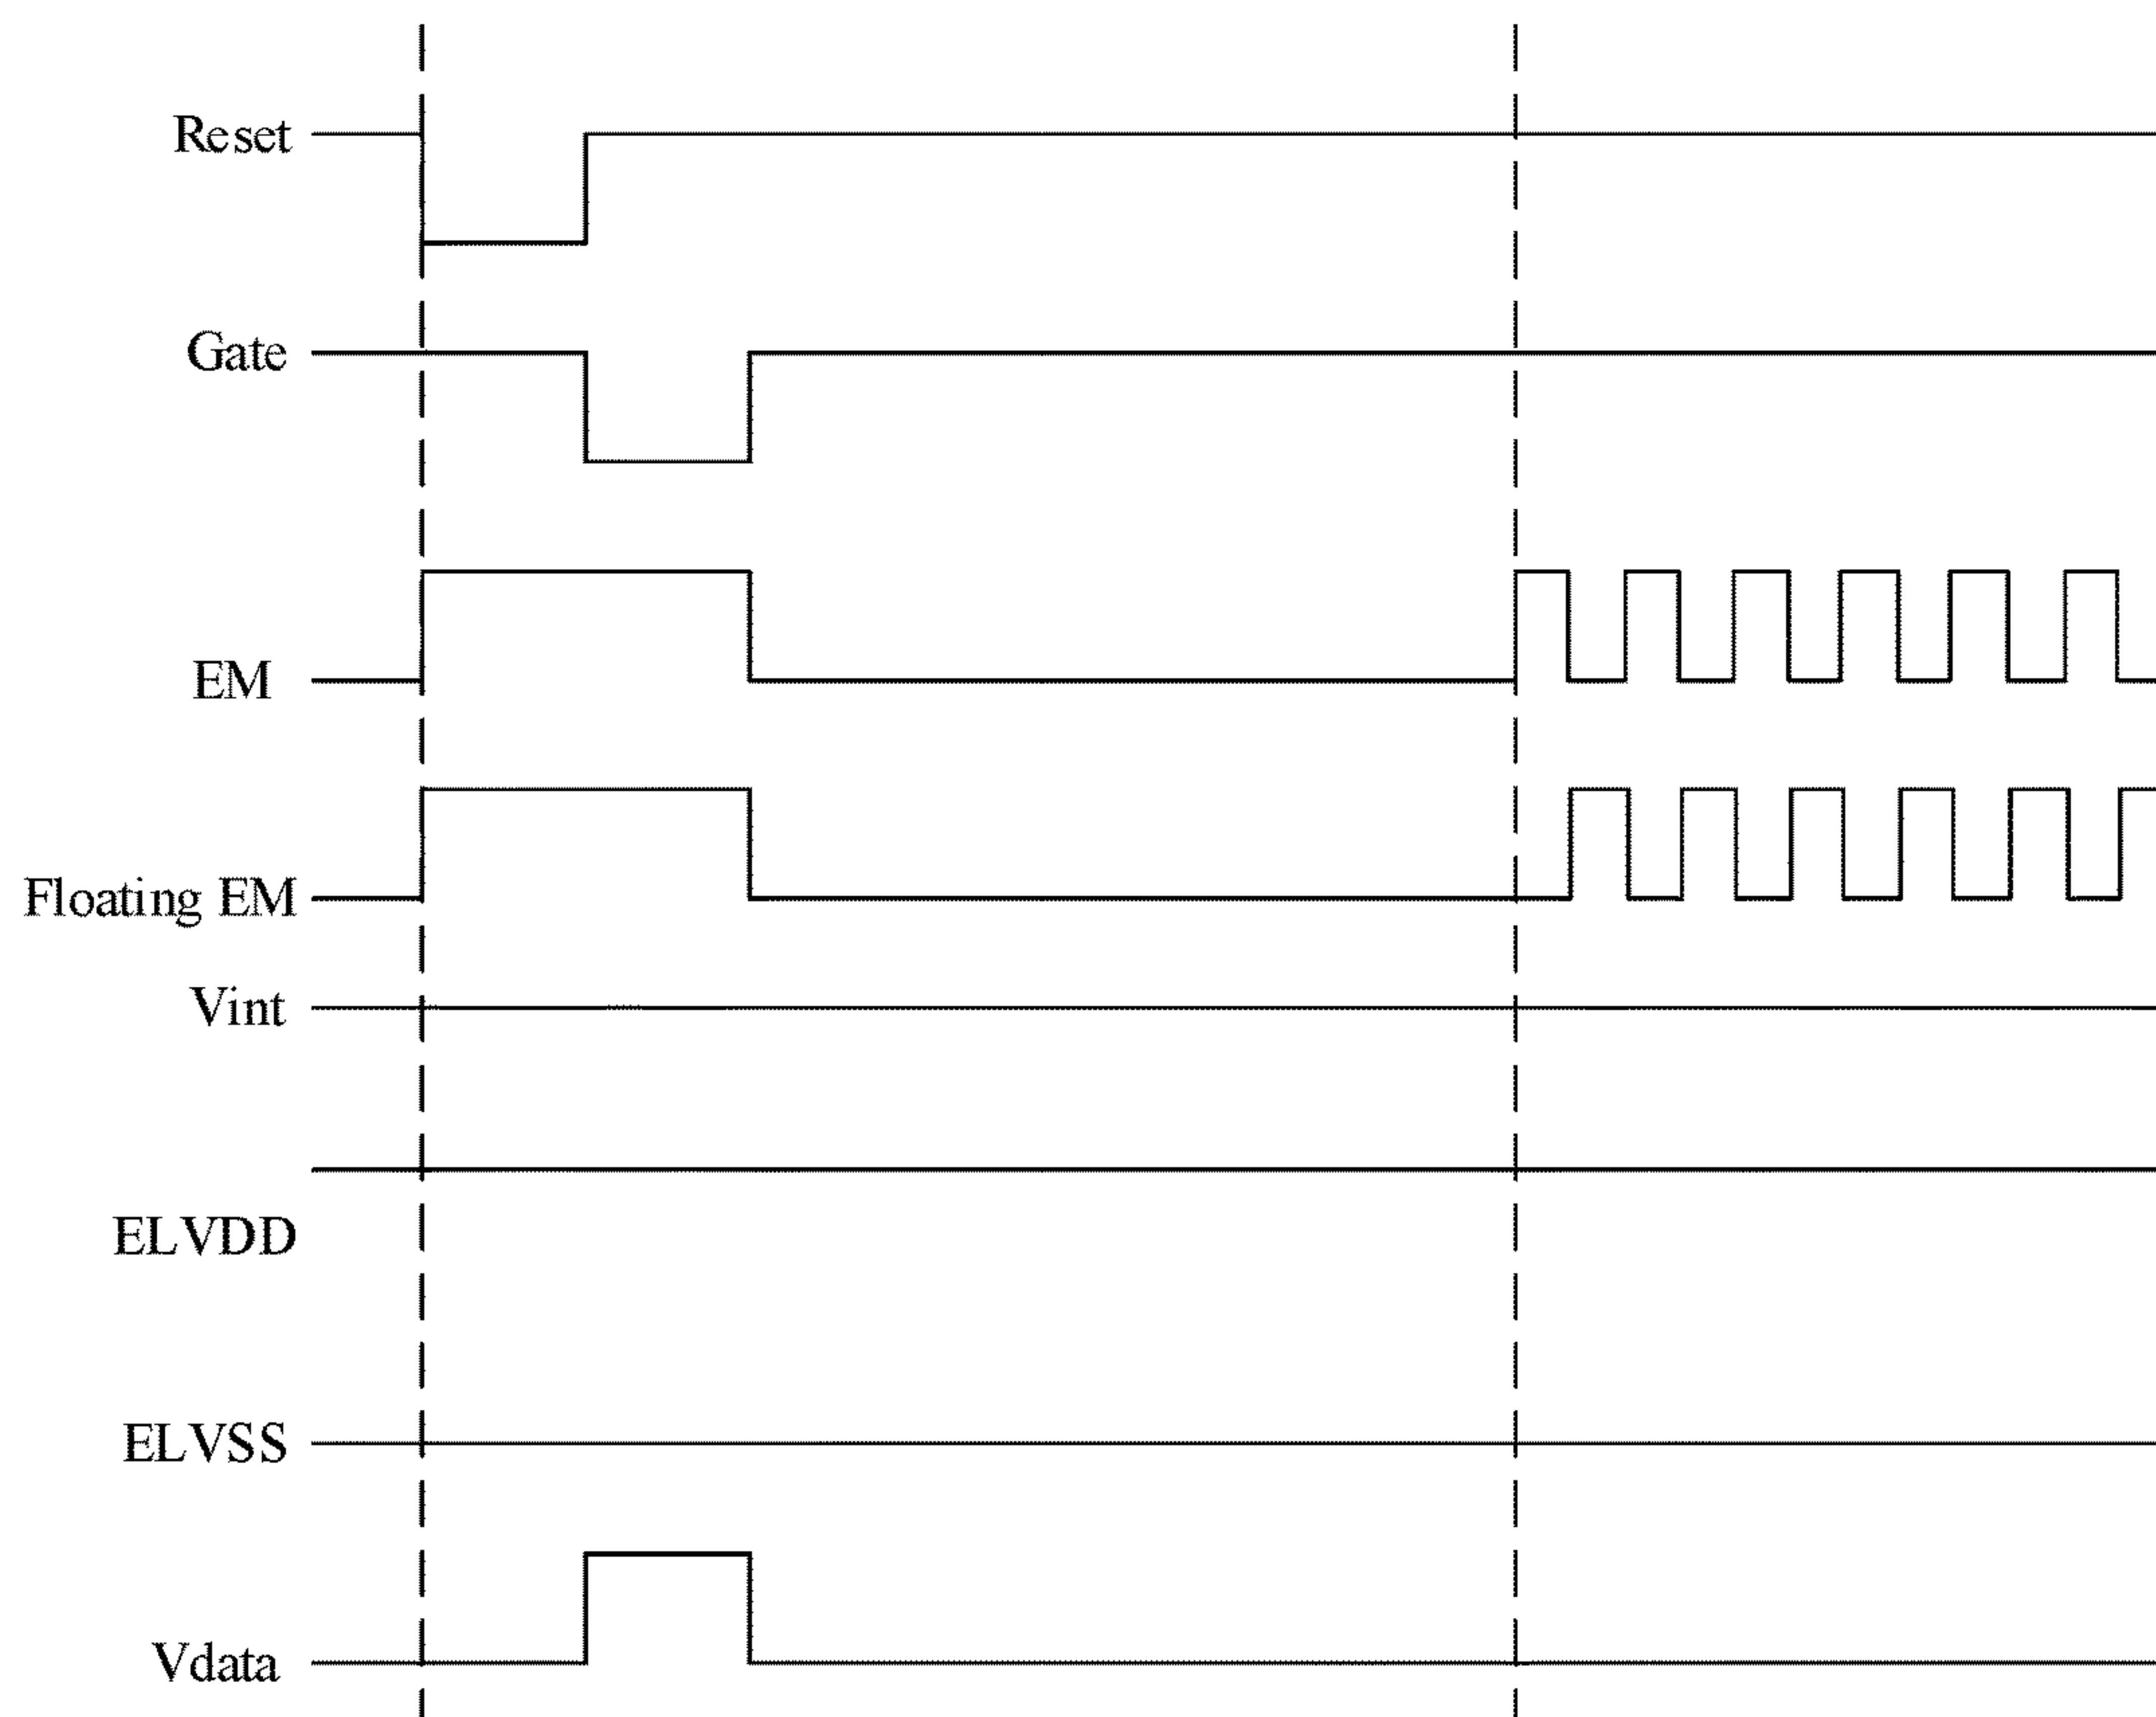 Reset
Gate
EM
Floating EM
Vint
ELVDD
ELVSS
Vdata